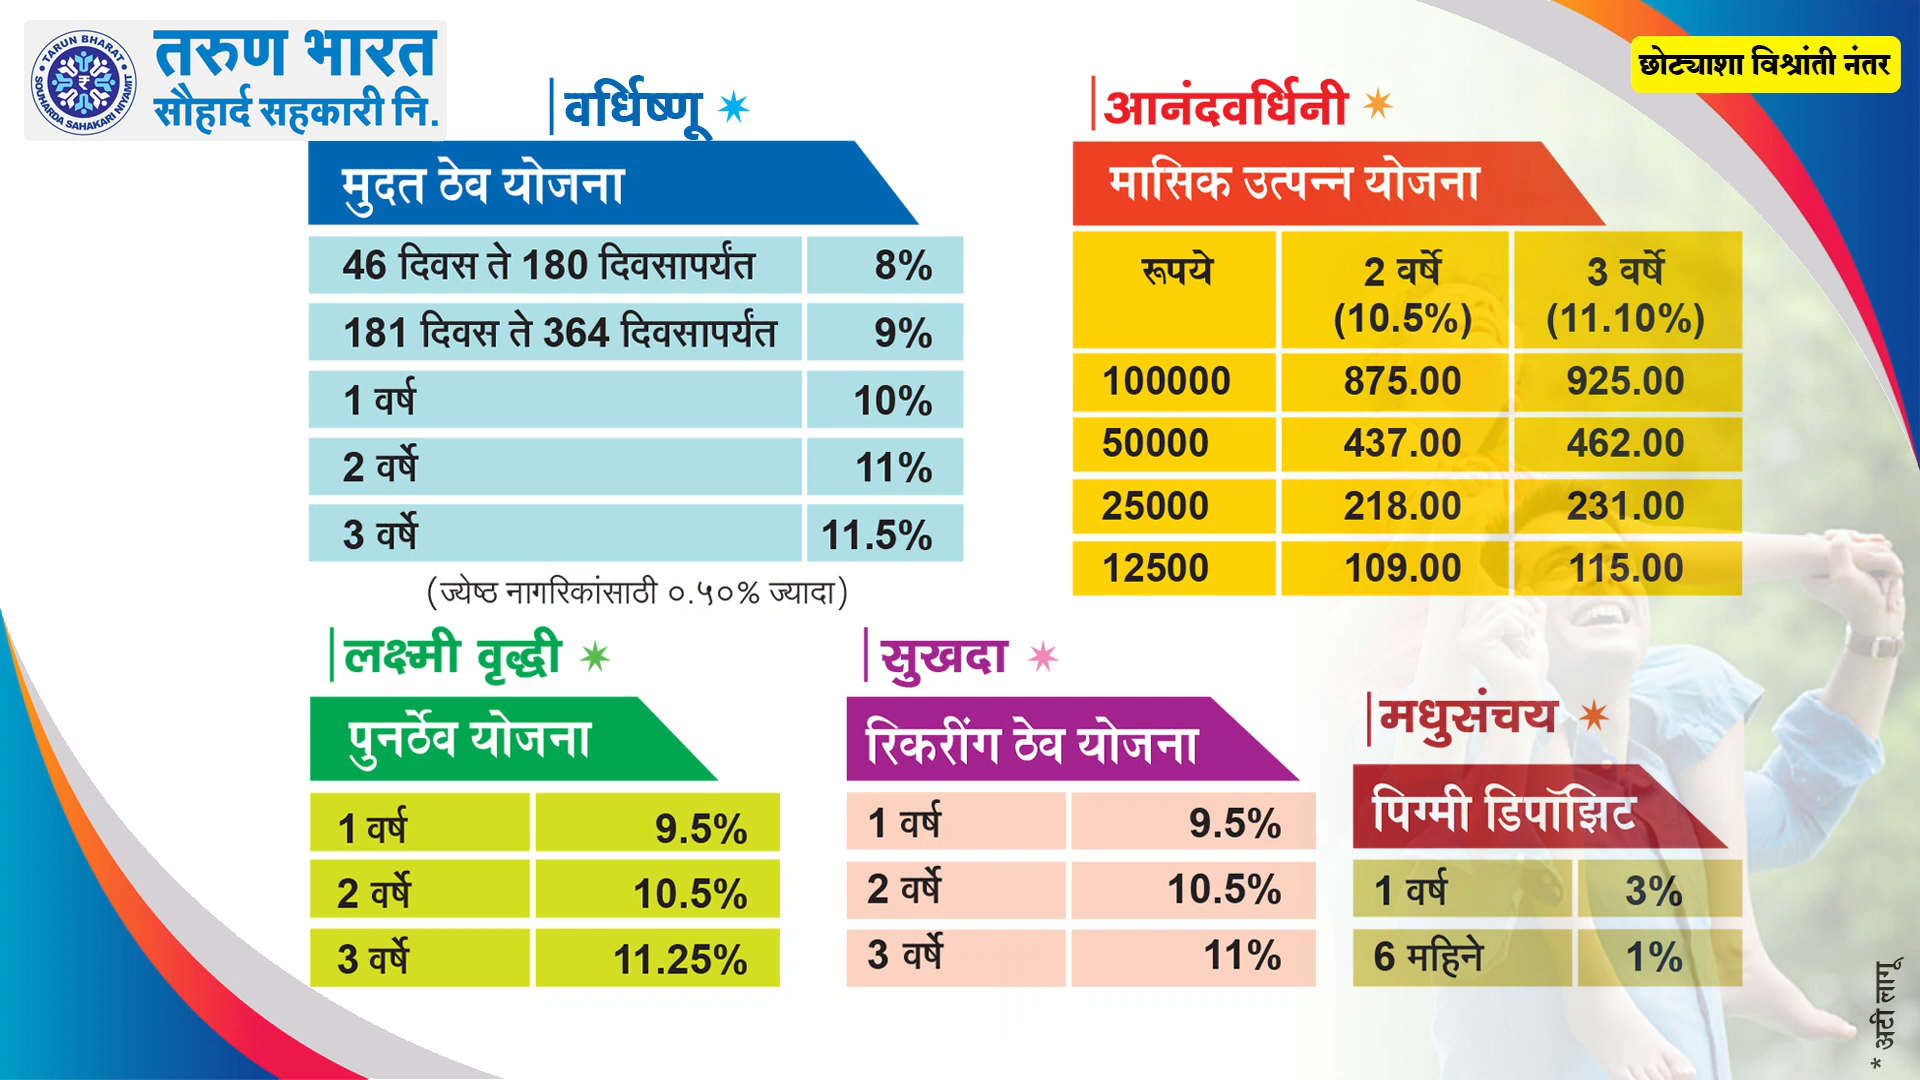 TARUN BHARAT
SOUHARDA SAHAKARI NIYAMIT
तरुण भारत
सौहार्द सहकारी नि.
छोट्याशा विश्रांती नंतर
वर्धिष्णू
मुदत ठेव योजना
46 दिवस ते 180 दिवसापर्यंत 8%
181 दिवस ते 364 दिवसापर्यंत 9%
1 वर्ष 10%
2 वर्षे 11%
3 वर्षे 11.5%
(ज्येष्ठ नागरिकांसाठी ०.५०% ज्यादा)
आनंदवर्धिनी
मासिक उत्पन्न योजना
रूपये 2 वर्षे (10.5%) 3 वर्षे (11.10%)
100000 875.00 925.00
50000 437.00 462.00
25000 218.00 231.00
12500 109.00 115.00
लक्ष्मी वृद्धी
पुनर्ठेव योजना
1 वर्ष 9.5%
2 वर्षे 10.5%
3 वर्षे 11.25%
सुखदा
रिकरींग ठेव योजना
1 वर्ष 9.5%
2 वर्षे 10.5%
3 वर्षे 11%
मधुसंचय
पिग्मी डिपॉझिट
1 वर्ष 3%
6 महिने 1%
* अटी लागू